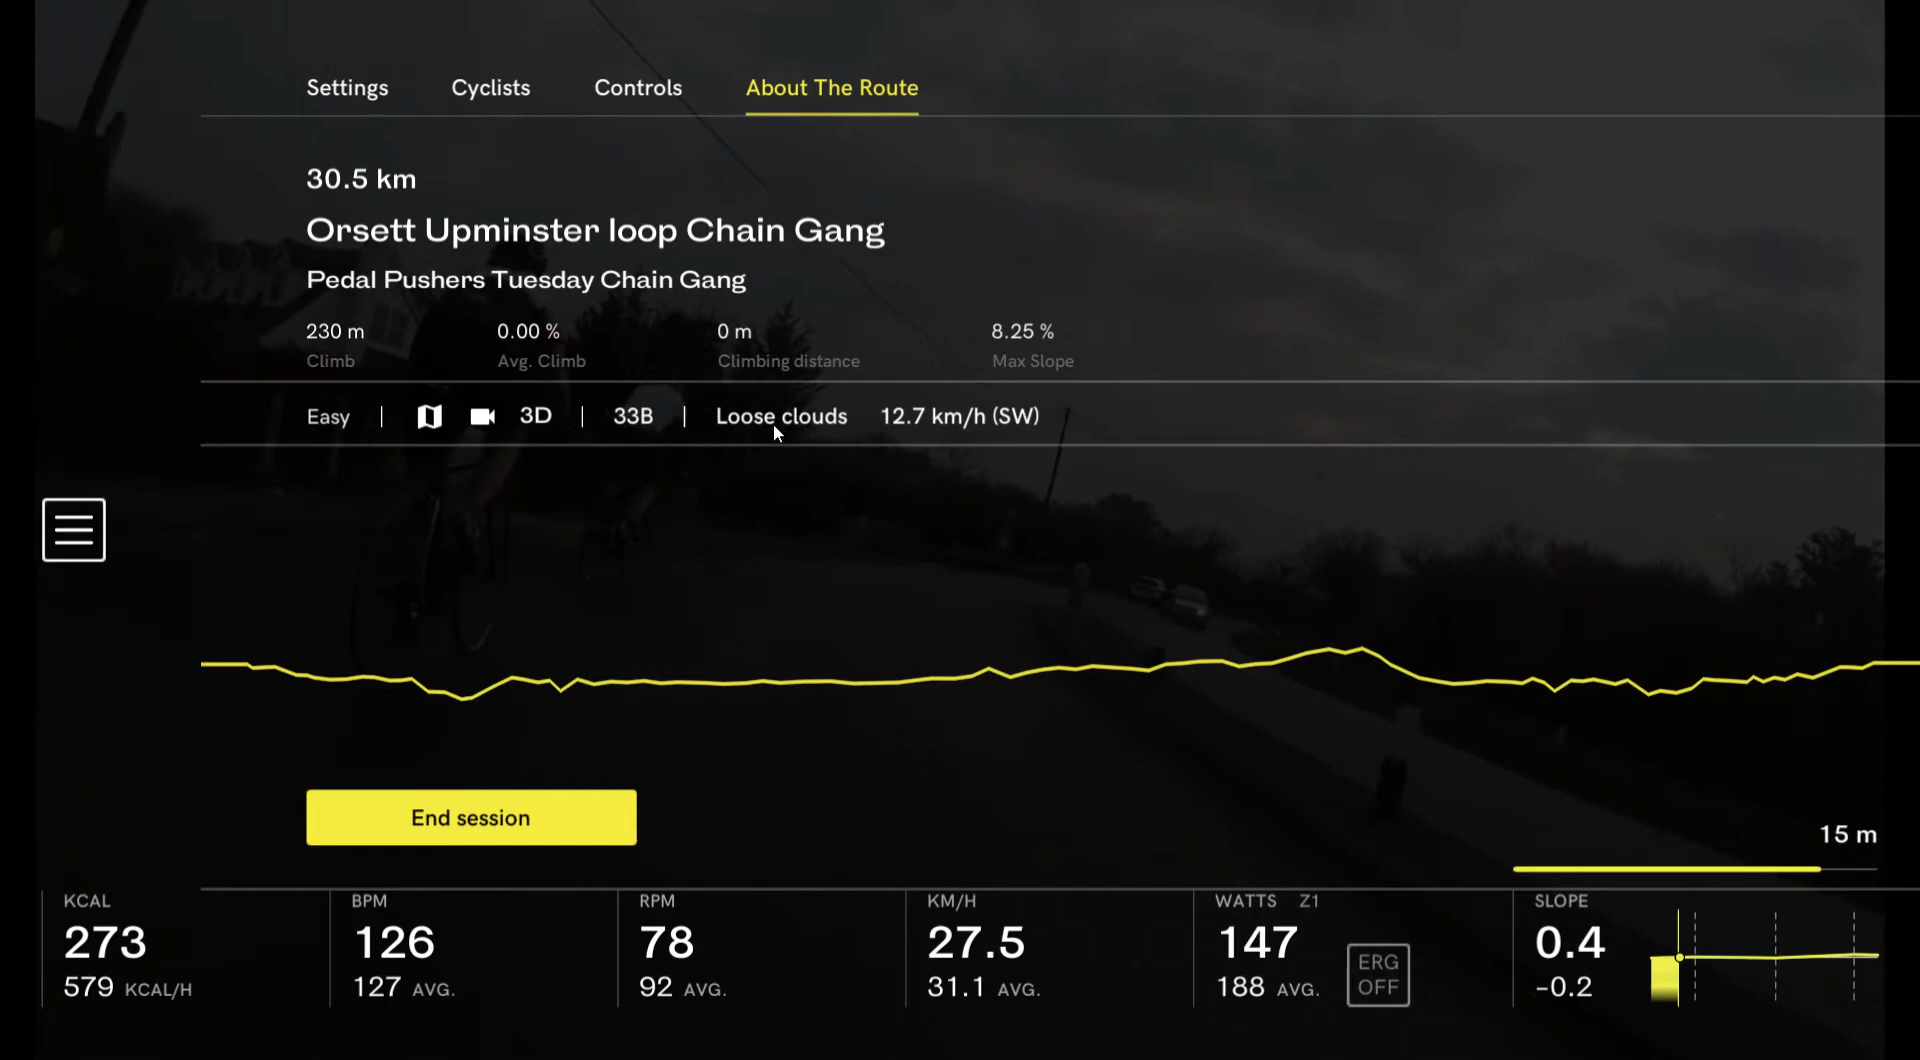 Settings Cyclists Controls About The Route
30.5 km
Orsett Upminster loop Chain Gang
Pedal Pushers Tuesday Chain Gang
230 m 0.00 % 0 m 8.25 %
Climb Avg. Climb Climbing distance Max Slope
Easy | 3D | 33B | Loose clouds 12.7 km/h (SW)
End session
15 m
KCAL BPM RPM KM/H WATTS Z1 SLOPE
273 126 78 27.5 147 0.4
ERG
OFF
579 KCAL/H 127 AVG. 92 AVG. 31.1 AVG. 188 AVG. -0.2